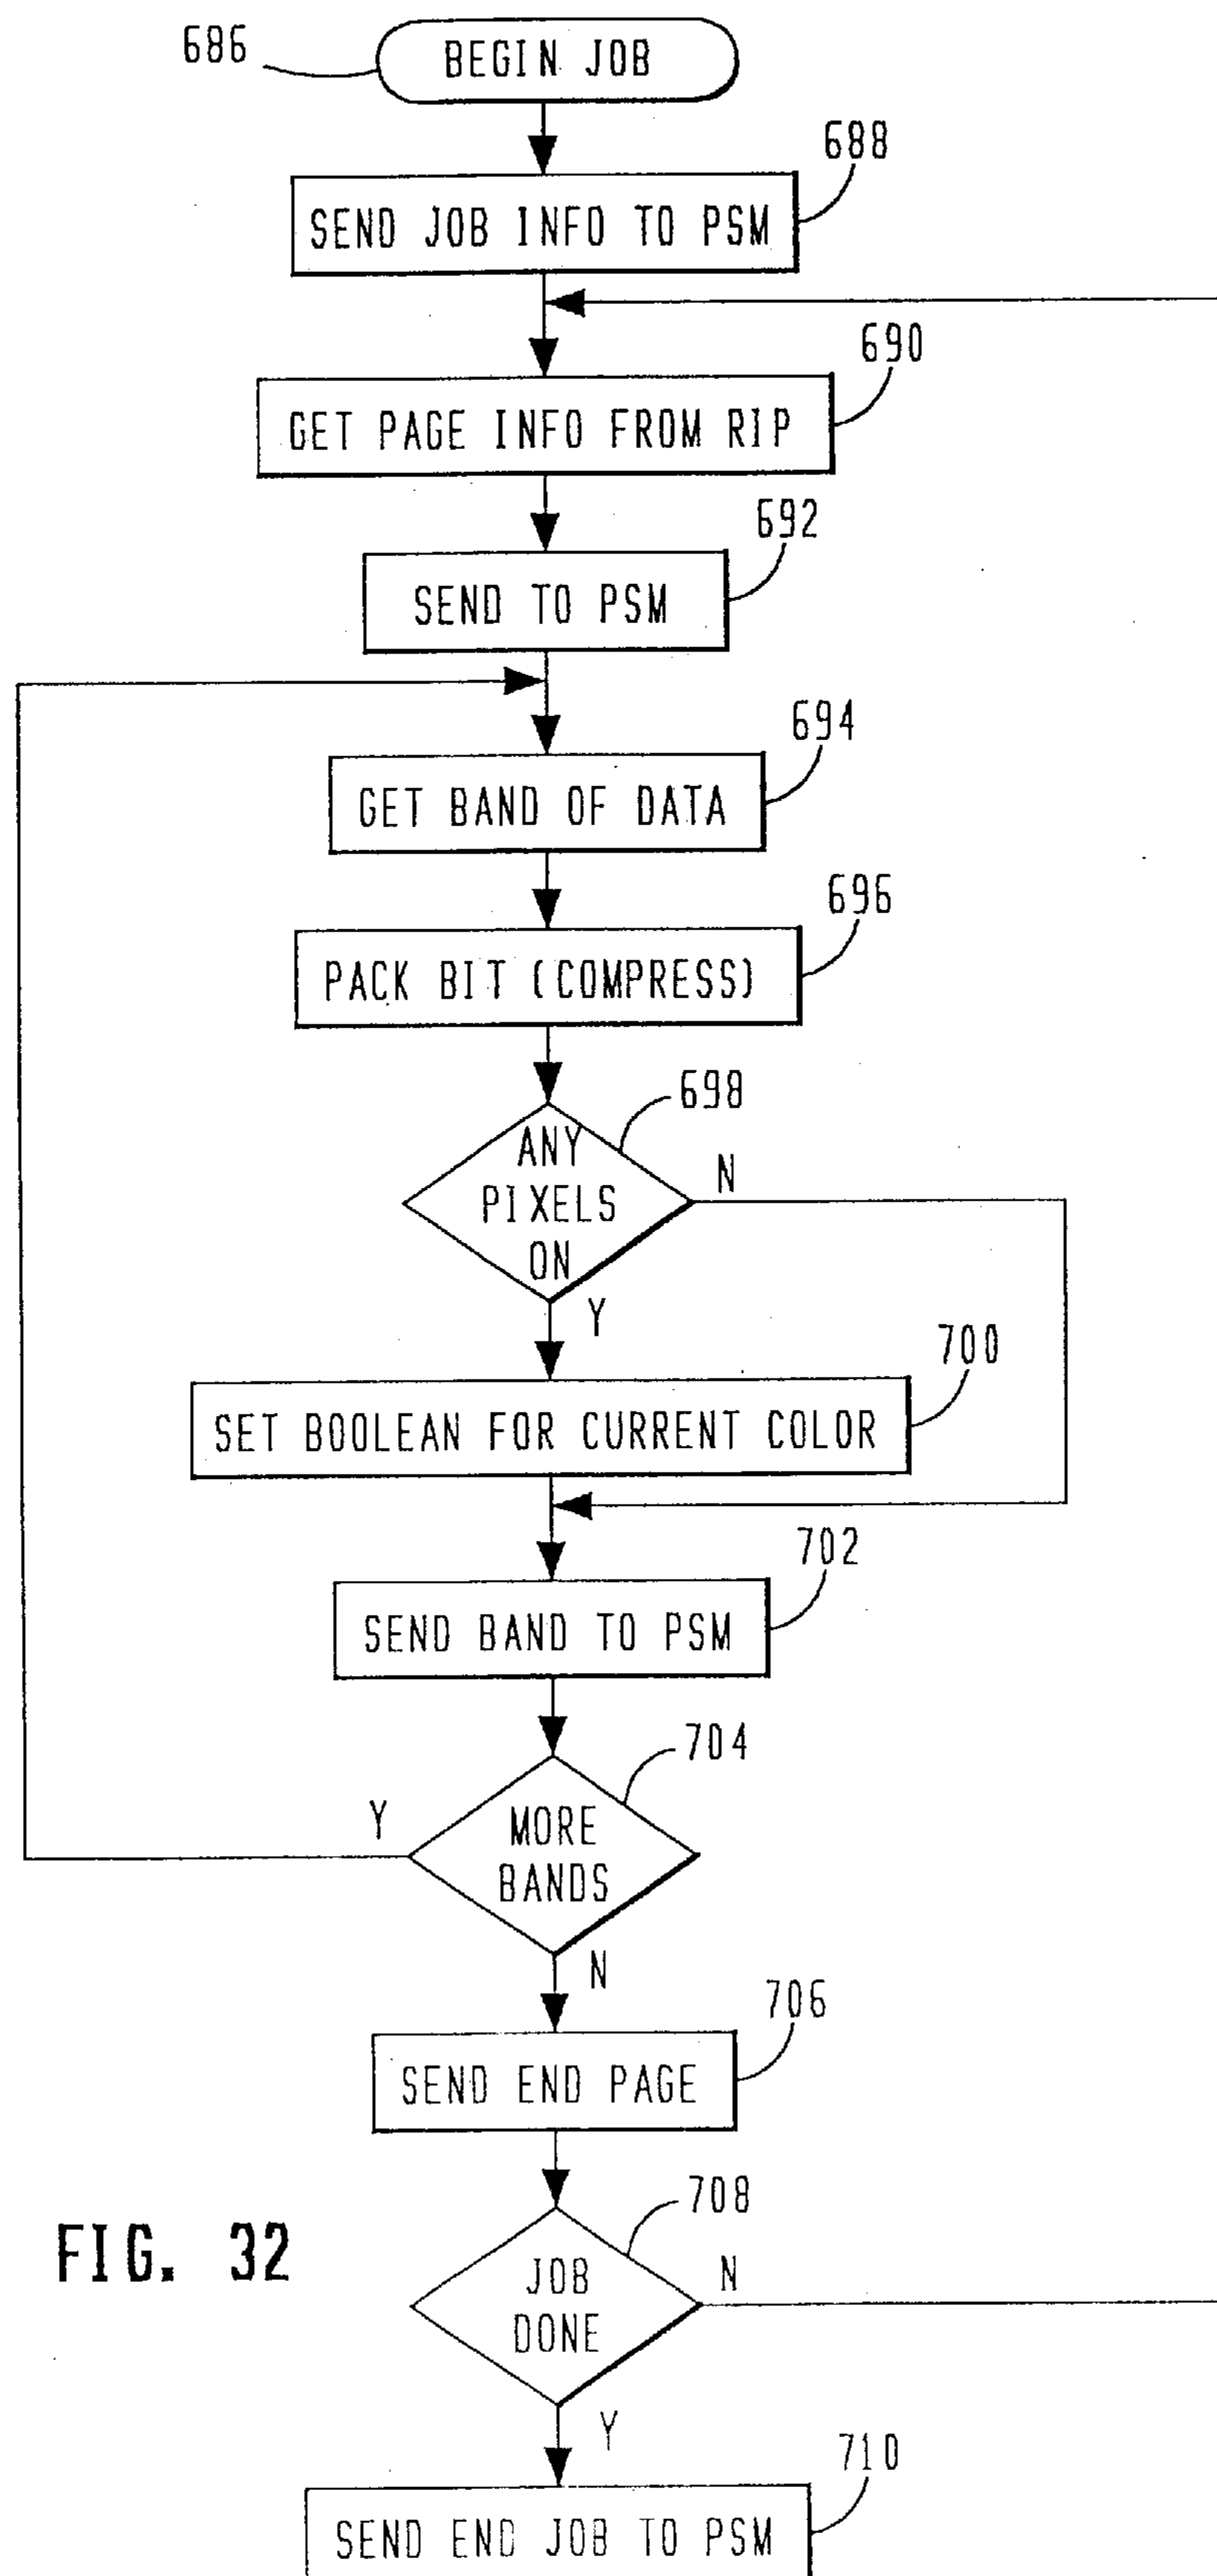 686
BEGIN JOB
688
SEND JOB INFO TO PSM
690
GET PAGE INFO FROM RIP
692
SEND TO PSM
694
GET BAND OF DATA
696
PACK BIT (COMPRESS)
698
ANY
PIXELS
ON
N
Y
700
SET BOOLEAN FOR CURRENT COLOR
702
SEND BAND TO PSM
704
MORE
BANDS
Y
N
706
SEND END PAGE
708
JOB
DONE
N
Y
FIG. 32
710
SEND END JOB TO PSM